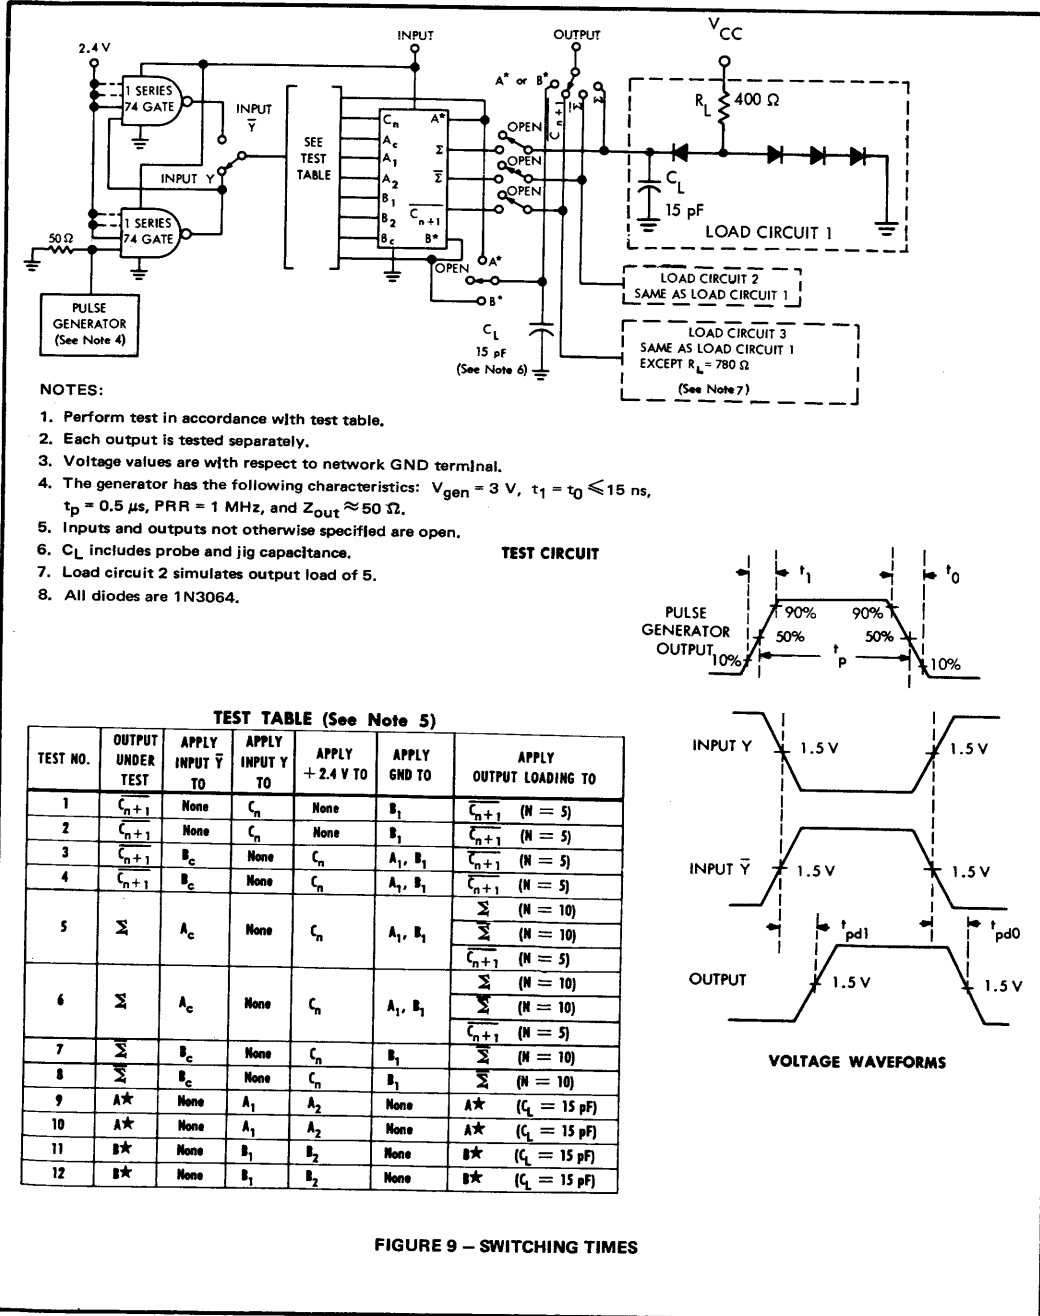 2.4 V
1 SERIES
74 GATE
INPUT
Y̅
INPUT Y
1 SERIES
74 GATE
50 Ω
PULSE
GENERATOR
(See Note 4)
SEE
TEST
TABLE
INPUT
Cn
Ac
A1
A2
B1
B2
Bc
A*
Σ
Σ̅
C̅n+1
B*
OUTPUT
A* or B*
C̅n+1
Σ̅
Σ
OPEN
OPEN
OPEN
OPEN
A*
B*
CL
15 pF
(See Note 6)
VCC
RL
400 Ω
CL
15 pF
LOAD CIRCUIT 1
LOAD CIRCUIT 2
SAME AS LOAD CIRCUIT 1
LOAD CIRCUIT 3
SAME AS LOAD CIRCUIT 1
EXCEPT RL = 780 Ω
(See Note 7)
NOTES:
1. Perform test in accordance with test table.
2. Each output is tested separately.
3. Voltage values are with respect to network GND terminal.
4. The generator has the following characteristics: Vgen = 3 V, t1 = t0 ≤ 15 ns,
tp = 0.5 μs, PRR = 1 MHz, and Zout ≈ 50 Ω.
5. Inputs and outputs not otherwise specified are open.
6. CL includes probe and jig capacitance.
7. Load circuit 2 simulates output load of 5.
8. All diodes are 1N3064.
TEST CIRCUIT
t1
t0
PULSE
GENERATOR
OUTPUT
10%
90%
50%
90%
50%
10%
tp
INPUT Y
1.5 V
1.5 V
INPUT Y̅
1.5 V
1.5 V
tpd1
tpd0
OUTPUT
1.5 V
1.5 V
VOLTAGE WAVEFORMS
TEST TABLE (See Note 5)
TEST NO. OUTPUT UNDER TEST APPLY INPUT Y̅ TO APPLY INPUT Y TO APPLY + 2.4 V TO APPLY GND TO APPLY OUTPUT LOADING TO
1 C̅n+1 None Cn None B1 C̅n+1 (N = 5)
2 C̅n+1 None Cn None B1 C̅n+1 (N = 5)
3 C̅n+1 Bc None Cn A1, B1 C̅n+1 (N = 5)
4 C̅n+1 Bc None Cn A1, B1 C̅n+1 (N = 5)
5 Σ Ac None Cn A1, B1 Σ (N = 10)
Σ̅ (N = 10)
C̅n+1 (N = 5)
6 Σ Ac None Cn A1, B1 Σ (N = 10)
Σ̅ (N = 10)
C̅n+1 (N = 5)
7 Σ̅ Bc None Cn B1 Σ̅ (N = 10)
8 Σ̅ Bc None Cn B1 Σ̅ (N = 10)
9 A★ None A1 A2 None A★ (CL = 15 pF)
10 A★ None A1 A2 None A★ (CL = 15 pF)
11 B★ None B1 B2 None B★ (CL = 15 pF)
12 B★ None B1 B2 None B★ (CL = 15 pF)
FIGURE 9 – SWITCHING TIMES